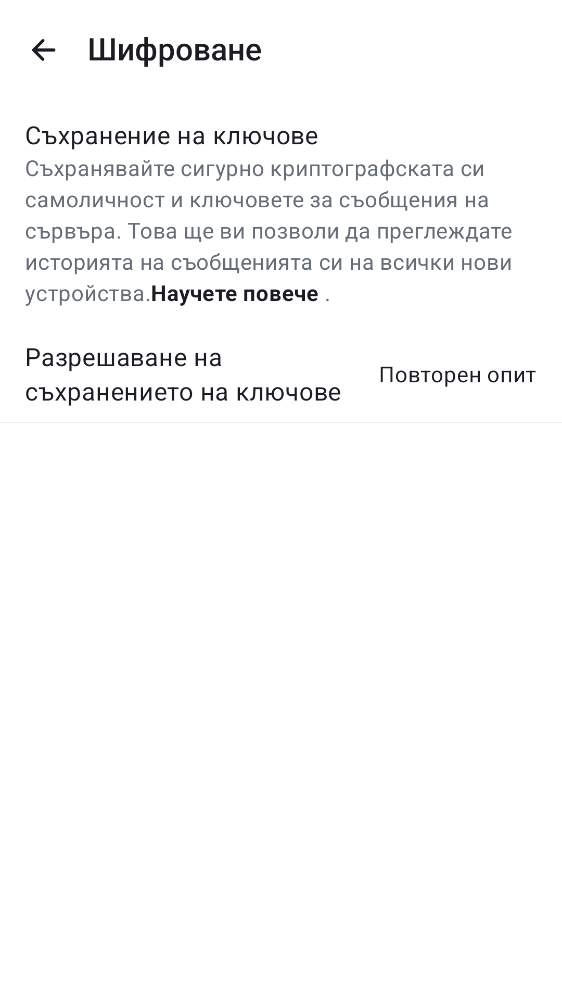 Шифроване
Съхранение на ключове
Съхранявайте сигурно криптографската си
самоличност и ключовете за съобщения на
сървъра. Това ще ви позволи да преглеждате
историята на съобщенията си на всички нови
устройства.Научете повече .
Разрешаване на
съхранението на ключове
Повторен опит